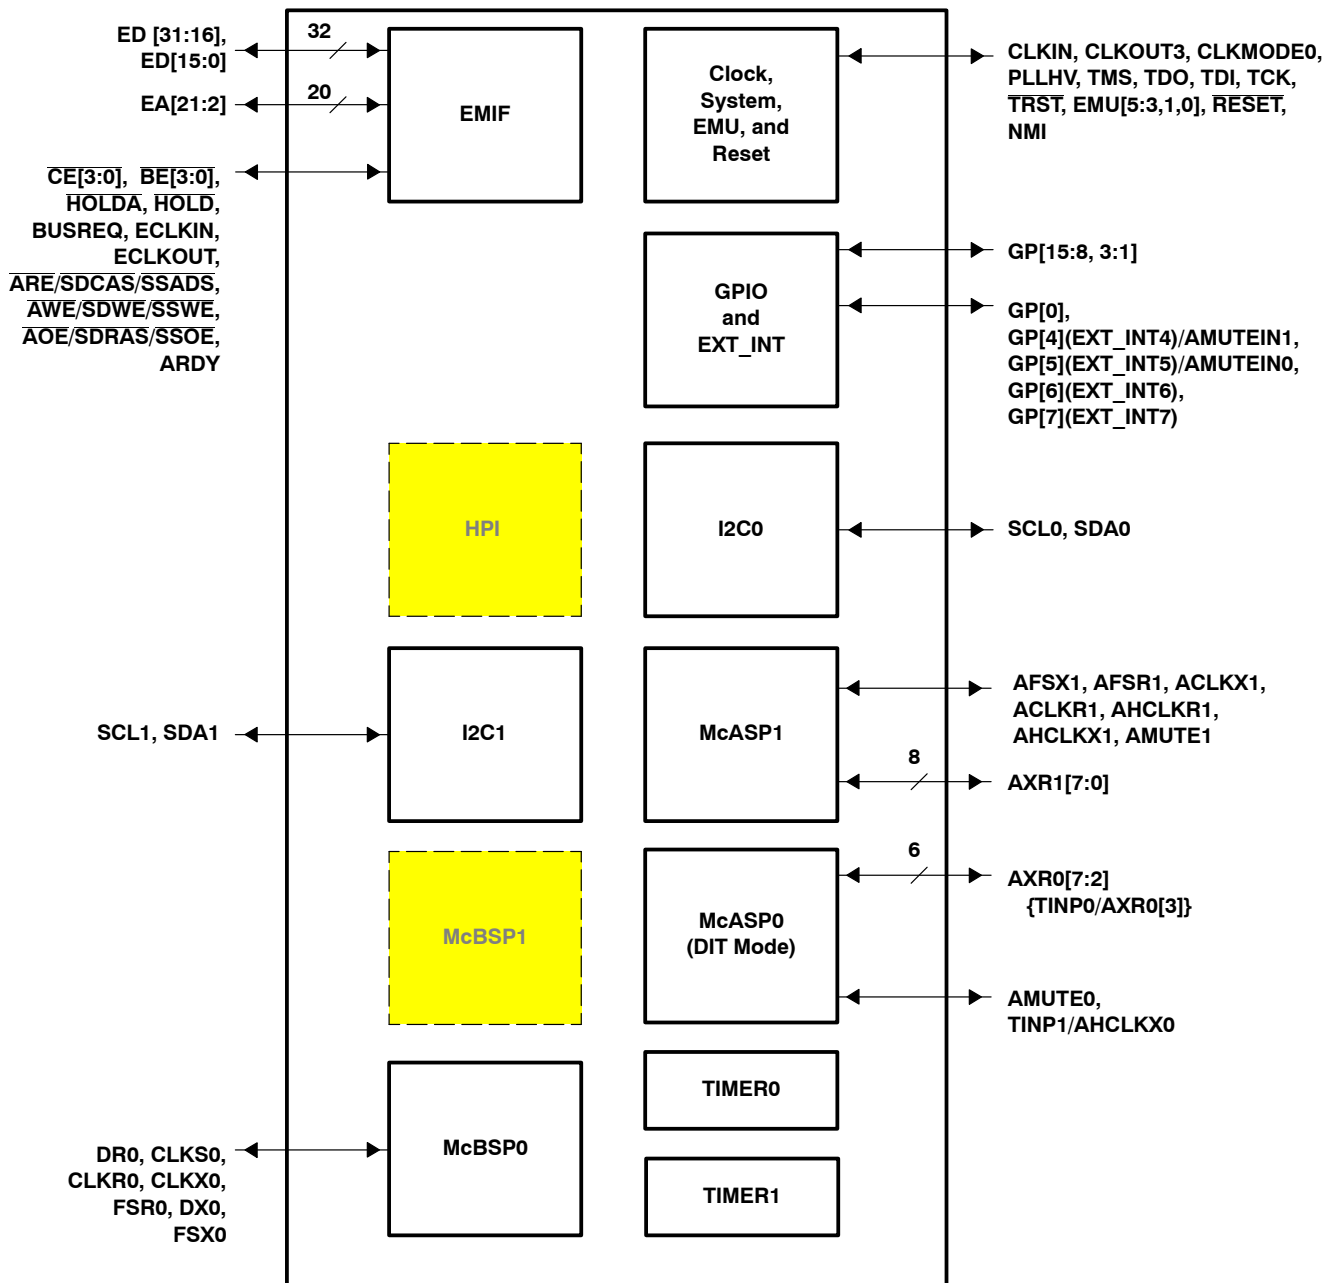 ED [31:16],
ED[15:0]
32
EA[21:2]
20
EMIF
CE[3:0], BE[3:0],
HOLDA, HOLD,
BUSREQ, ECLKIN,
ECLKOUT,
ARE/SDCAS/SSADS,
AWE/SDWE/SSWE,
AOE/SDRAS/SSOE,
ARDY
Clock,
System,
EMU, and
Reset
CLKIN, CLKOUT3, CLKMODE0,
PLLHV, TMS, TDO, TDI, TCK,
TRST, EMU[5:3,1,0], RESET,
NMI
GPIO
and
EXT_INT
GP[15:8, 3:1]
GP[0],
GP[4](EXT_INT4)/AMUTEIN1,
GP[5](EXT_INT5)/AMUTEIN0,
GP[6](EXT_INT6),
GP[7](EXT_INT7)
HPI
I2C0
SCL0, SDA0
SCL1, SDA1
I2C1
McASP1
AFSX1, AFSR1, ACLKX1,
ACLKR1, AHCLKR1,
AHCLKX1, AMUTE1
8
AXR1[7:0]
McBSP1
McASP0
(DIT Mode)
6
AXR0[7:2]
{TINP0/AXR0[3]}
AMUTE0,
TINP1/AHCLKX0
DR0, CLKS0,
CLKR0, CLKX0,
FSR0, DX0,
FSX0
McBSP0
TIMER0
TIMER1